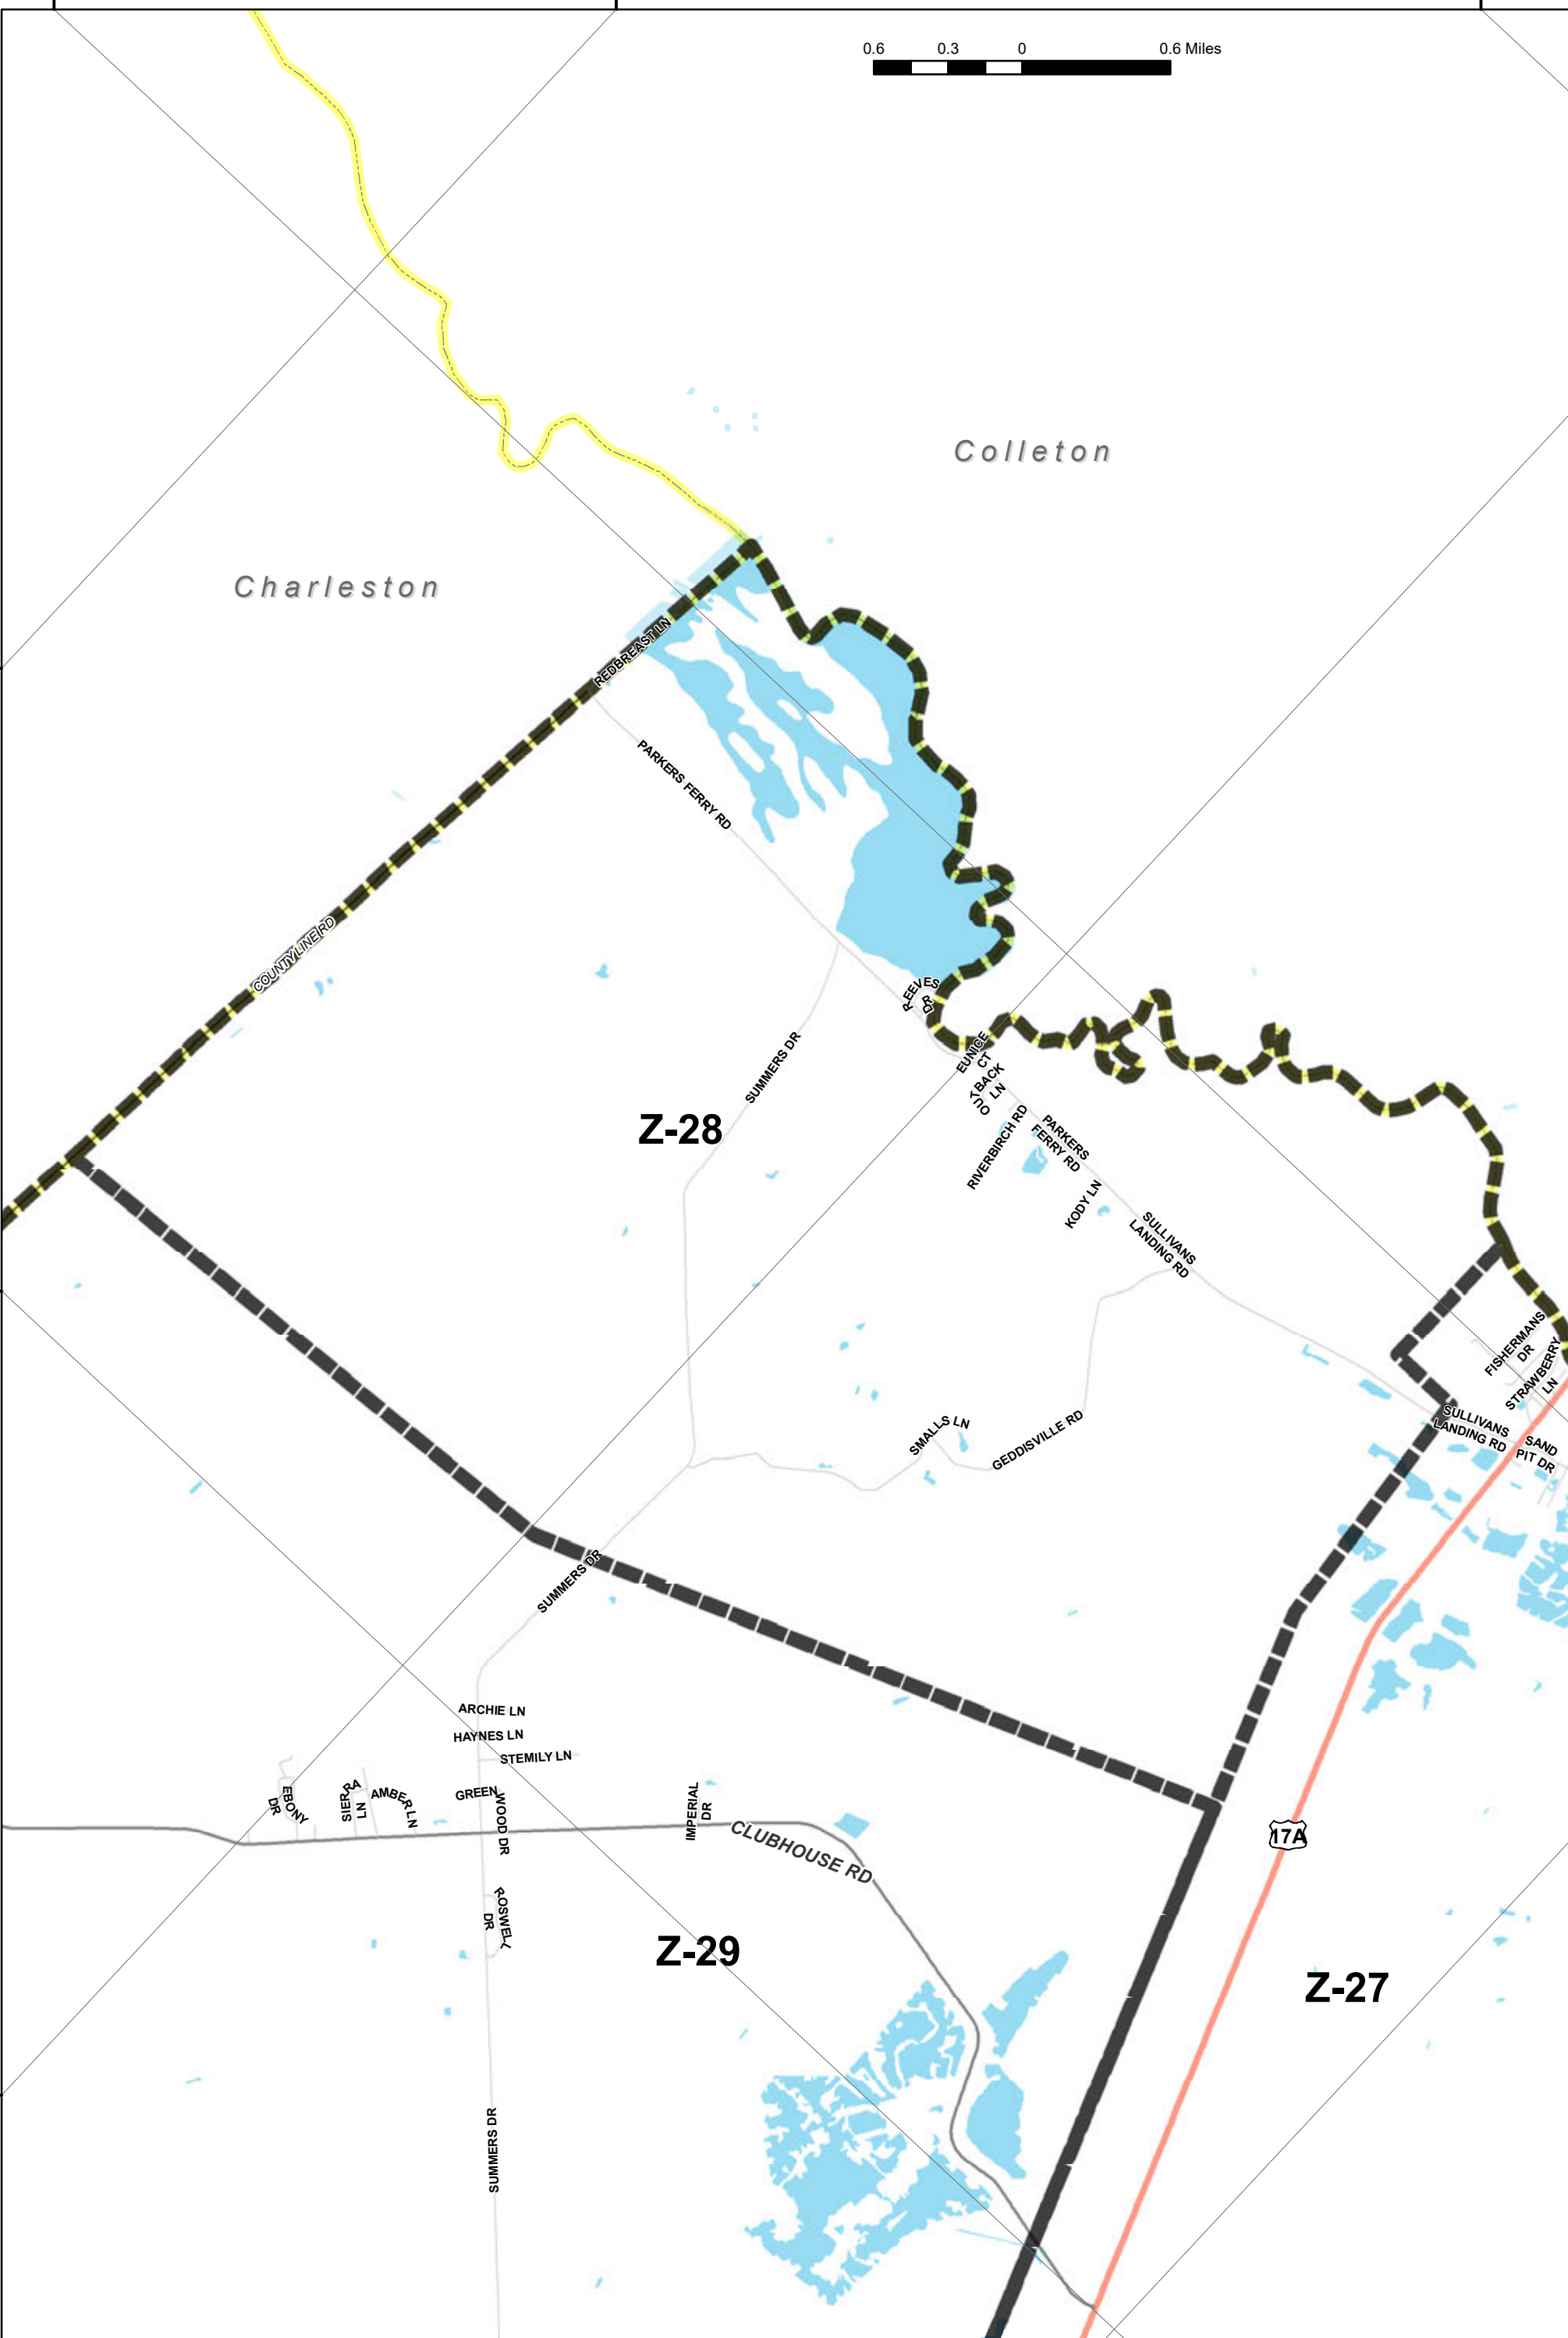 0.6 0.3 0 0.6 Miles
Colleton
Charleston
REDBREAST LN
PARKERS FERRY RD
COUNTY LINE RD
REEVES
RD
SUMMERS DR
EUNICE
CT
OUTBACK
LN
Z-28
RIVERBIRCH RD
PARKERS
FERRY RD
KODY LN
SULLIVANS
LANDING RD
FISHERMANS
DR
STRAWBERRY
LN
SMALLS LN
GEDDISVILLE RD
SULLIVANS
LANDING RD
SAND
PIT DR
SUMMERS DR
ARCHIE LN
HAYNES LN
STEMILY LN
EBONY
DR
SIERRA
LN
AMBER LN
GREENWOOD DR
IMPERIAL
DR
CLUBHOUSE RD
17A
ROSWELL
DR
Z-29
Z-27
SUMMERS DR